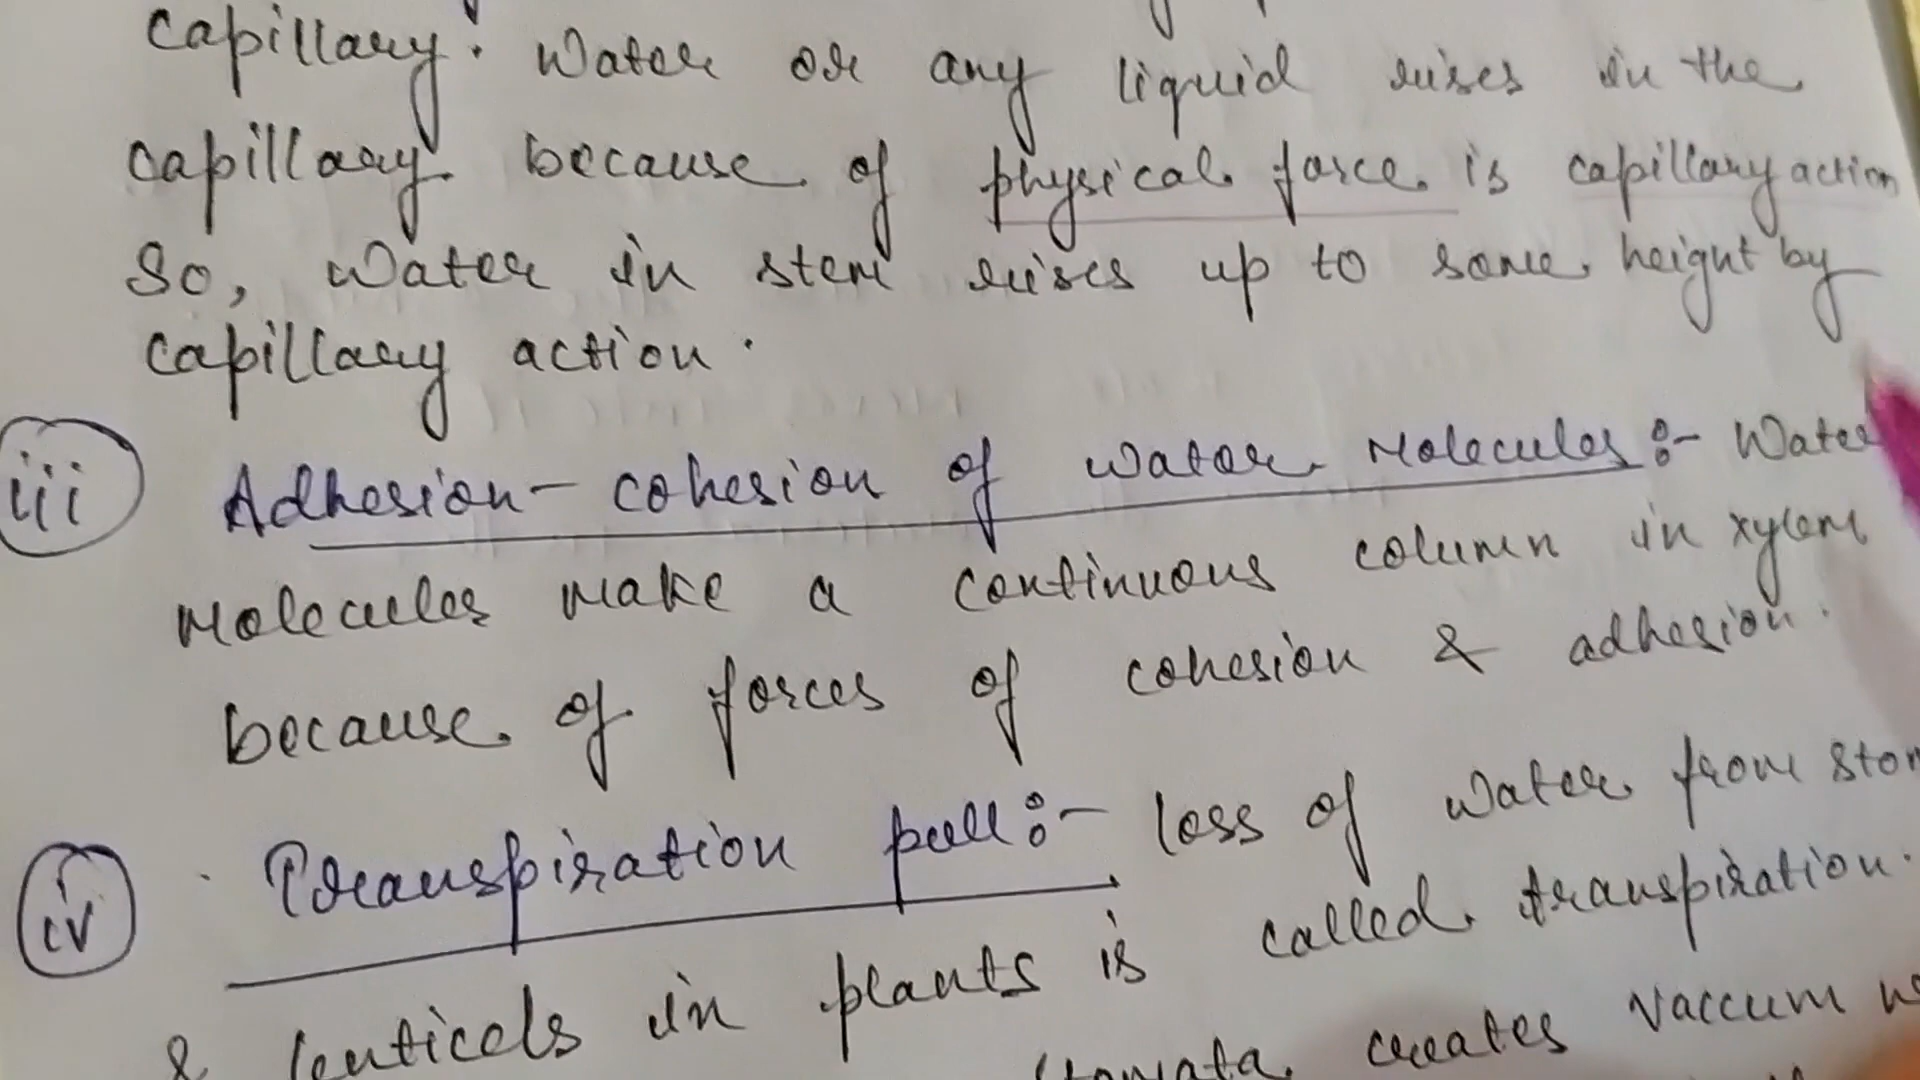 capillary. Water or any liquid rises in the
capillary because of physical force is capillary action
So, Water in stem rises up to some height by
capillary action.
iii Adhesion-cohesion of water Molecules :- Water
Molecules make a continuous column in xylem
because of forces of cohesion & adhesion.
iv Transpiration pull :- loss of water from stom
& lenticels in plants is called transpiration.
stomata creates vaccum